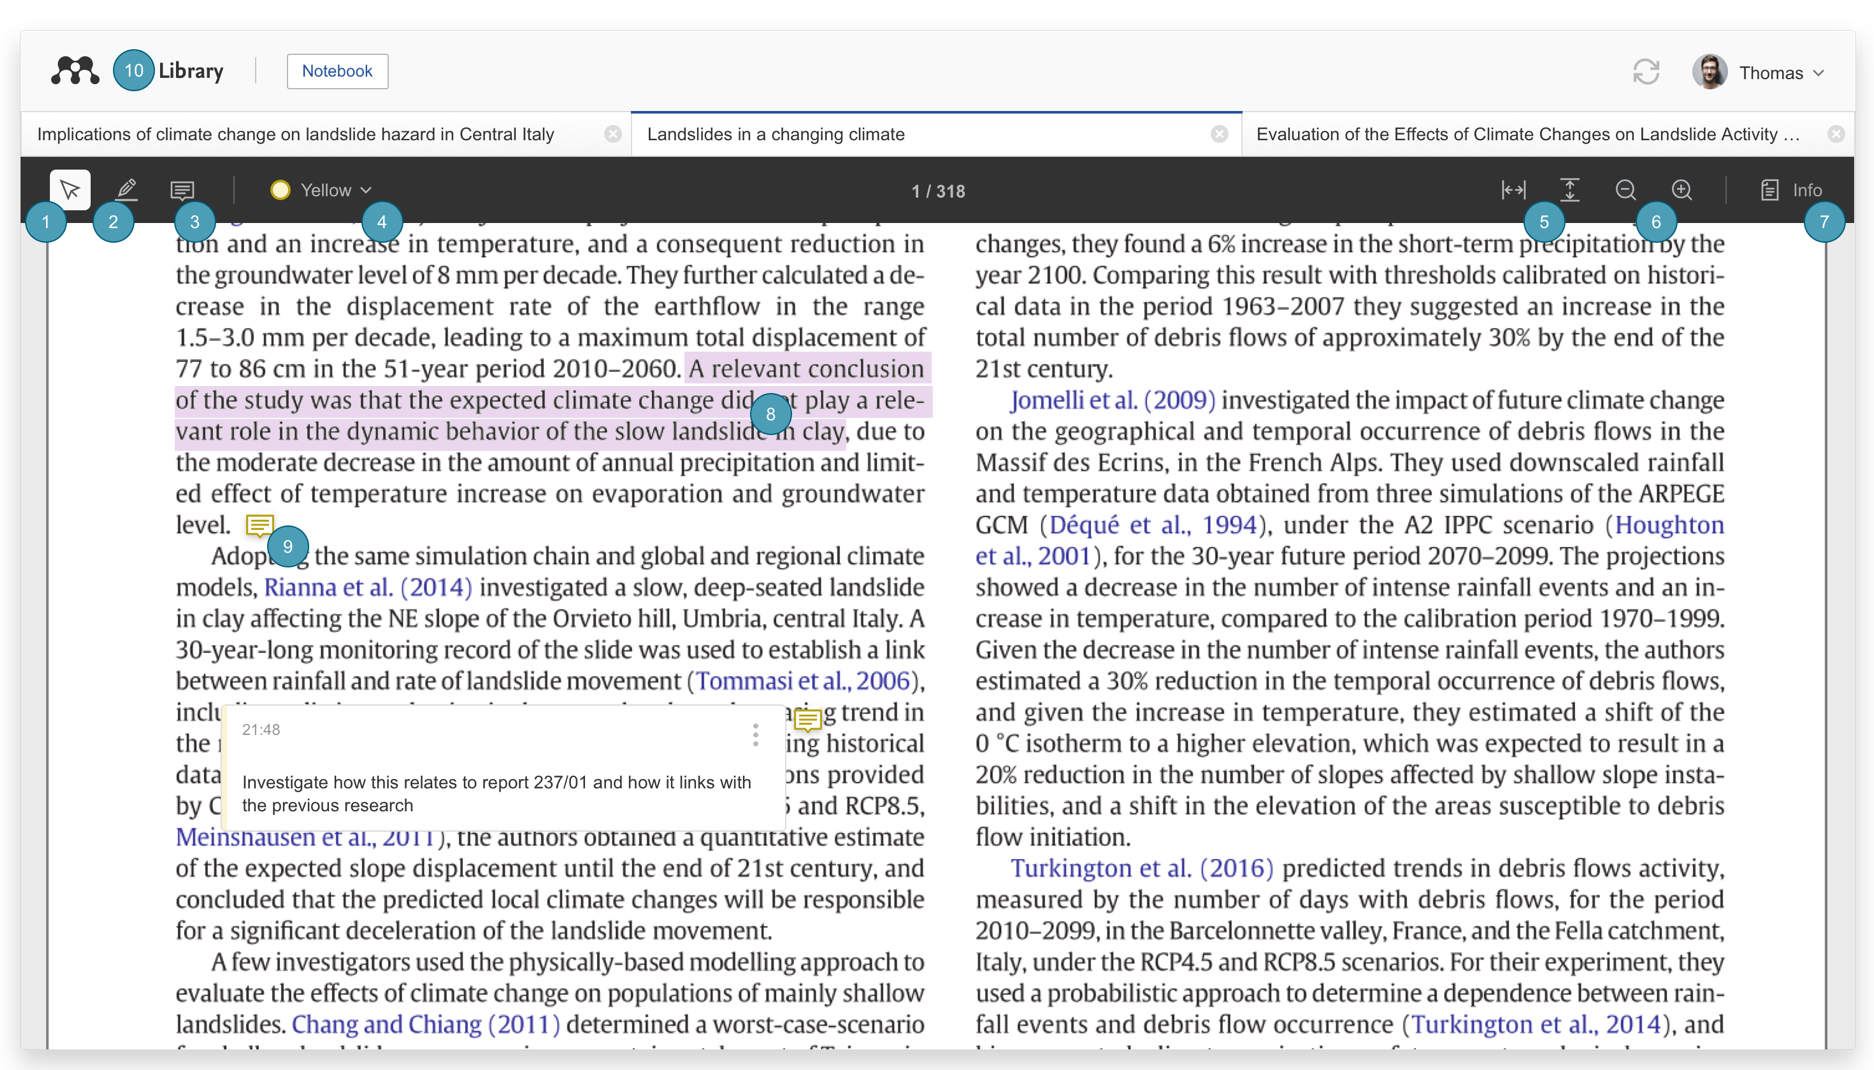 10 Library
Notebook
Thomas
Implications of climate change on landslide hazard in Central Italy
Landslides in a changing climate
Evaluation of the Effects of Climate Changes on Landslide Activity ...
Yellow
1 / 318
Info
1
2
3
4
5
6
7
tion and an increase in temperature, and a consequent reduction in
the groundwater level of 8 mm per decade. They further calculated a de-
crease in the displacement rate of the earthflow in the range
1.5–3.0 mm per decade, leading to a maximum total displacement of
77 to 86 cm in the 51-year period 2010–2060. A relevant conclusion
of the study was that the expected climate change did play a rele-
8
vant role in the dynamic behavior of the slow landslide in clay, due to
the moderate decrease in the amount of annual precipitation and limit-
ed effect of temperature increase on evaporation and groundwater
level.
9
the same simulation chain and global and regional climate
models, Rianna et al. (2014) investigated a slow, deep-seated landslide
in clay affecting the NE slope of the Orvieto hill, Umbria, central Italy. A
30-year-long monitoring record of the slide was used to establish a link
between rainfall and rate of landslide movement (Tommasi et al., 2006),
trend in
the
historical
data
provided
by and RCP8.5,
21:48
Investigate how this relates to report 237/01 and how it links with
the previous research
Meinshausen et al., 2011), the authors obtained a quantitative estimate
of the expected slope displacement until the end of 21st century, and
concluded that the predicted local climate changes will be responsible
for a significant deceleration of the landslide movement.
A few investigators used the physically-based modelling approach to
evaluate the effects of climate change on populations of mainly shallow
landslides. Chang and Chiang (2011) determined a worst-case-scenario
changes, they found a 6% increase in the short-term precipitation by the
year 2100. Comparing this result with thresholds calibrated on histori-
cal data in the period 1963–2007 they suggested an increase in the
total number of debris flows of approximately 30% by the end of the
21st century.
Jomelli et al. (2009) investigated the impact of future climate change
on the geographical and temporal occurrence of debris flows in the
Massif des Ecrins, in the French Alps. They used downscaled rainfall
and temperature data obtained from three simulations of the ARPEGE
GCM (Déqué et al., 1994), under the A2 IPPC scenario (Houghton
et al., 2001), for the 30-year future period 2070–2099. The projections
showed a decrease in the number of intense rainfall events and an in-
crease in temperature, compared to the calibration period 1970–1999.
Given the decrease in the number of intense rainfall events, the authors
estimated a 30% reduction in the temporal occurrence of debris flows,
and given the increase in temperature, they estimated a shift of the
0 °C isotherm to a higher elevation, which was expected to result in a
20% reduction in the number of slopes affected by shallow slope insta-
bilities, and a shift in the elevation of the areas susceptible to debris
flow initiation.
Turkington et al. (2016) predicted trends in debris flows activity,
measured by the number of days with debris flows, for the period
2010–2099, in the Barcelonnette valley, France, and the Fella catchment,
Italy, under the RCP4.5 and RCP8.5 scenarios. For their experiment, they
used a probabilistic approach to determine a dependence between rain-
fall events and debris flow occurrence (Turkington et al., 2014), and